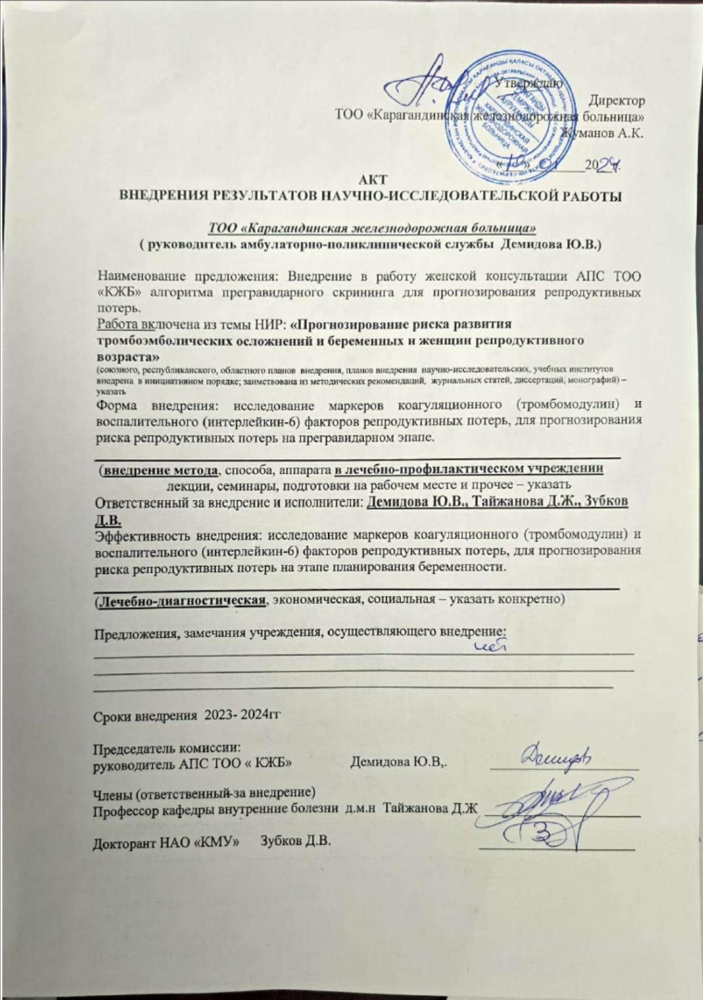 Утверждаю
Директор
ТОО «Карагандинская железнодорожная больница»
Жуманов А.К.
«10» 01 2024г.
КАРАГАНДЫ
ТЕМІРЖОЛ
АУРУХАНАСЫ
КАРАГАНДИНСКАЯ
ЖЕЛЕЗНОДОРОЖНАЯ
БОЛЬНИЦА
АКТ
ВНЕДРЕНИЯ РЕЗУЛЬТАТОВ НАУЧНО-ИССЛЕДОВАТЕЛЬСКОЙ РАБОТЫ
ТОО «Карагандинская железнодорожная больница»
( руководитель амбулаторно-поликлинической службы Демидова Ю.В.)
Наименование предложения: Внедрение в работу женской консультации АПС ТОО
«КЖБ» алгоритма прегравидарного скрининга для прогнозирования репродуктивных
потерь.
Работа включена из темы НИР: «Прогнозирование риска развития
тромбоэмболических осложнений и беременных и женщин репродуктивного
возраста»
(союзного, республиканского, областного планов внедрения, планов внедрения научно-исследовательских, учебных институтов
внедрена в инициативном порядке; заимствована из методических рекомендаций, журнальных статей, диссертаций, монографий) –
указать
Форма внедрения: исследование маркеров коагуляционного (тромбомодулин) и
воспалительного (интерлейкин-6) факторов репродуктивных потерь, для прогнозирования
риска репродуктивных потерь на прегравидарном эпапе.
(внедрение метода, способа, аппарата в лечебно-профилактическом учреждении
лекции, семинары, подготовки на рабочем месте и прочее – указать
Ответственный за внедрение и исполнители: Демидова Ю.В., Тайжанова Д.Ж., Зубков
Д.В.
Эффективность внедрения: исследование маркеров коагуляционного (тромбомодулин) и
воспалительного (интерлейкин-6) факторов репродуктивных потерь, для прогнозирования
риска репродуктивных потерь на этапе планирования беременности.
(Лечебно-диагностическая, экономическая, социальная – указать конкретно)
Предложения, замечания учреждения, осуществляющего внедрение:
нет
Сроки внедрения 2023- 2024гг
Председатель комиссии:
руководитель АПС ТОО « КЖБ» Демидова Ю.В,.
Члены (ответственный-за внедрение)
Профессор кафедры внутренние болезни д.м.н Тайжанова Д.Ж
Докторант НАО «КМУ» Зубков Д.В.